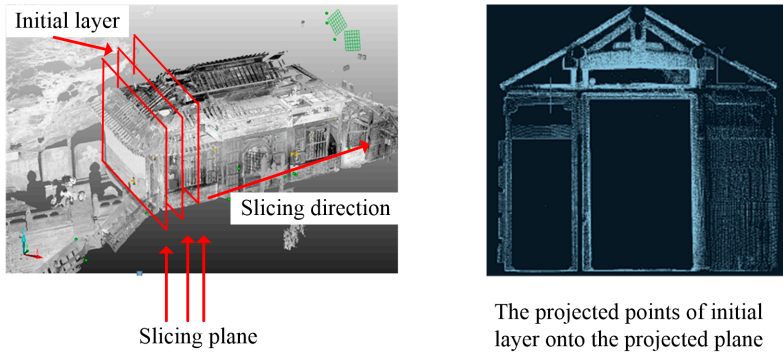 Initial layer
Slicing direction
Slicing plane
The projected points of initial
layer onto the projected plane